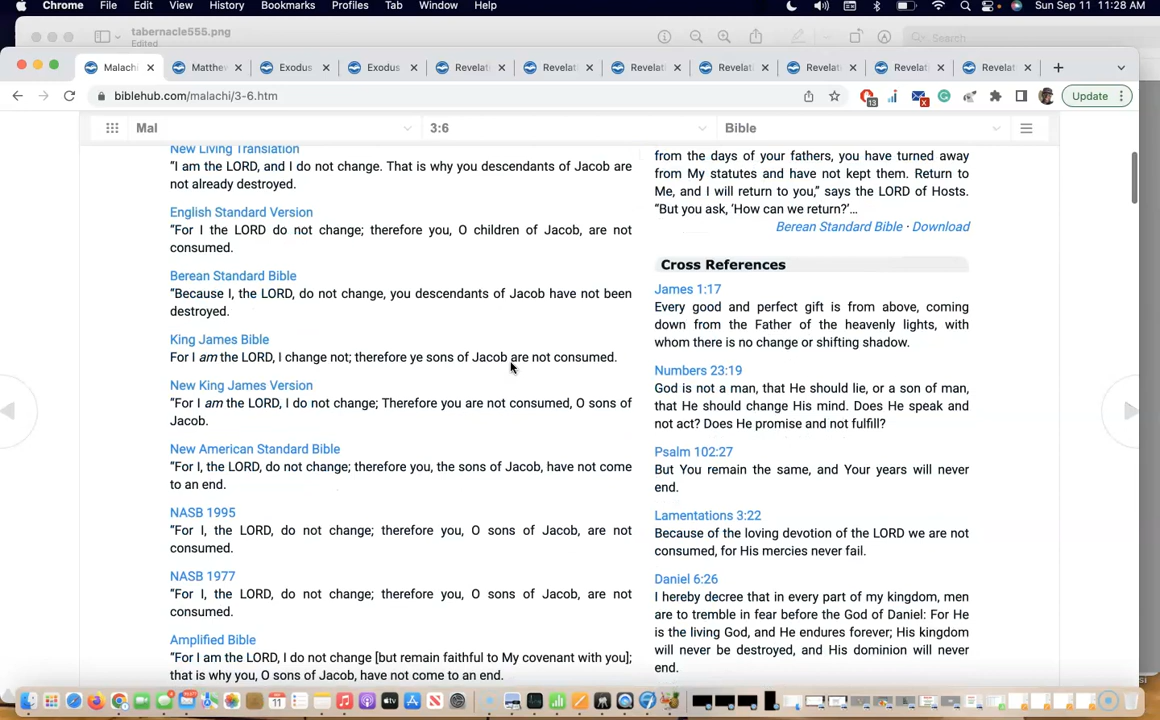 Chrome File Edit View History Bookmarks Profiles Tab Window Help Sun Sep 11 11:28 AM
tabernacle555.png
Edited
Search
Malachi Matthew Exodus Exodus Revelati Revelati Revelati Revelati Revelati Revelati Revelati
biblehub.com/malachi/3-6.htm
13
Update
Mal 3:6 Bible
New Living Translation
“I am the LORD, and I do not change. That is why you descendants of Jacob are
not already destroyed.
English Standard Version
“For I the LORD do not change; therefore you, O children of Jacob, are not
consumed.
Berean Standard Bible
“Because I, the LORD, do not change, you descendants of Jacob have not been
destroyed.
King James Bible
For I am the LORD, I change not; therefore ye sons of Jacob are not consumed.
New King James Version
“For I am the LORD, I do not change; Therefore you are not consumed, O sons of
Jacob.
New American Standard Bible
“For I, the LORD, do not change; therefore you, the sons of Jacob, have not come
to an end.
NASB 1995
“For I, the LORD, do not change; therefore you, O sons of Jacob, are not
consumed.
NASB 1977
“For I, the LORD, do not change; therefore you, O sons of Jacob, are not
consumed.
Amplified Bible
“For I am the LORD, I do not change [but remain faithful to My covenant with you];
that is why you, O sons of Jacob, have not come to an end.
from the days of your fathers, you have turned away
from My statutes and have not kept them. Return to
Me, and I will return to you,” says the LORD of Hosts.
“But you ask, ‘How can we return?’…
Berean Standard Bible · Download
Cross References
James 1:17
Every good and perfect gift is from above, coming
down from the Father of the heavenly lights, with
whom there is no change or shifting shadow.
Numbers 23:19
God is not a man, that He should lie, or a son of man,
that He should change His mind. Does He speak and
not act? Does He promise and not fulfill?
Psalm 102:27
But You remain the same, and Your years will never
end.
Lamentations 3:22
Because of the loving devotion of the LORD we are not
consumed, for His mercies never fail.
Daniel 6:26
I hereby decree that in every part of my kingdom, men
are to tremble in fear before the God of Daniel: For He
is the living God, and He endures forever; His kingdom
will never be destroyed, and His dominion will never
end.